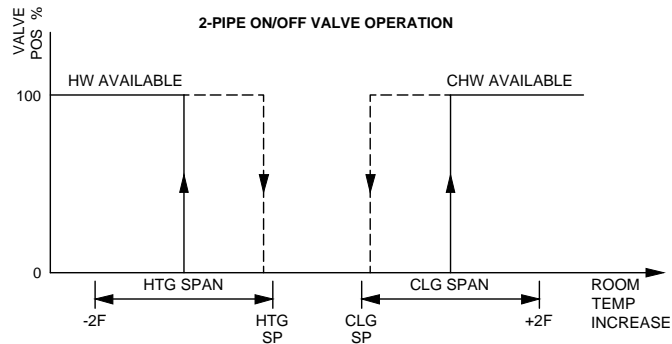 2-PIPE ON/OFF VALVE OPERATION
VALVE
POS %
HW AVAILABLE
CHW AVAILABLE
100
0
HTG SPAN
CLG SPAN
ROOM
TEMP
INCREASE
-2F
HTG
SP
CLG
SP
+2F